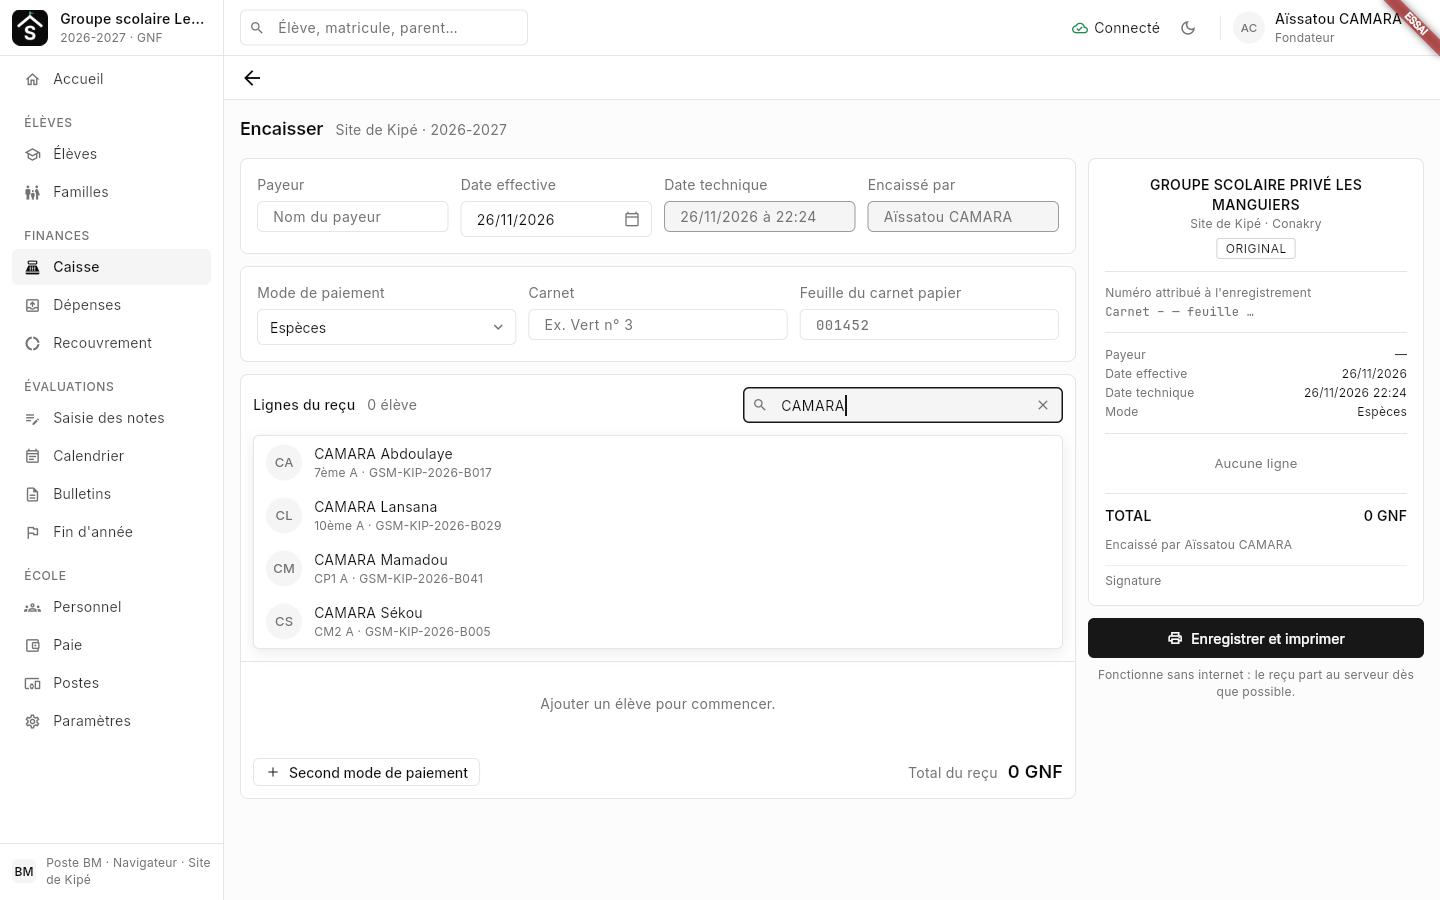 Groupe scolaire Le...
2026-2027 · GNF
Élève, matricule, parent...
Connecté
AC
Aïssatou CAMARA
Fondateur
ESSAI
Accueil
ÉLÈVES
Élèves
Familles
FINANCES
Caisse
Dépenses
Recouvrement
ÉVALUATIONS
Saisie des notes
Calendrier
Bulletins
Fin d'année
ÉCOLE
Personnel
Paie
Postes
Paramètres
BM
Poste BM · Navigateur · Site
de Kipé
Encaisser Site de Kipé · 2026-2027
Payeur
Nom du payeur
Date effective
26/11/2026
Date technique
26/11/2026 à 22:24
Encaissé par
Aïssatou CAMARA
Mode de paiement
Espèces
Carnet
Ex. Vert n° 3
Feuille du carnet papier
001452
Lignes du reçu 0 élève
CAMARA
CA
CAMARA Abdoulaye
7ème A · GSM-KIP-2026-B017
CL
CAMARA Lansana
10ème A · GSM-KIP-2026-B029
CM
CAMARA Mamadou
CP1 A · GSM-KIP-2026-B041
CS
CAMARA Sékou
CM2 A · GSM-KIP-2026-B005
Ajouter un élève pour commencer.
Second mode de paiement
Total du reçu 0 GNF
GROUPE SCOLAIRE PRIVÉ LES
MANGUIERS
Site de Kipé · Conakry
ORIGINAL
Numéro attribué à l'enregistrement
Carnet – — feuille …
Payeur —
Date effective 26/11/2026
Date technique 26/11/2026 22:24
Mode Espèces
Aucune ligne
TOTAL 0 GNF
Encaissé par Aïssatou CAMARA
Signature
Enregistrer et imprimer
Fonctionne sans internet : le reçu part au serveur dès
que possible.